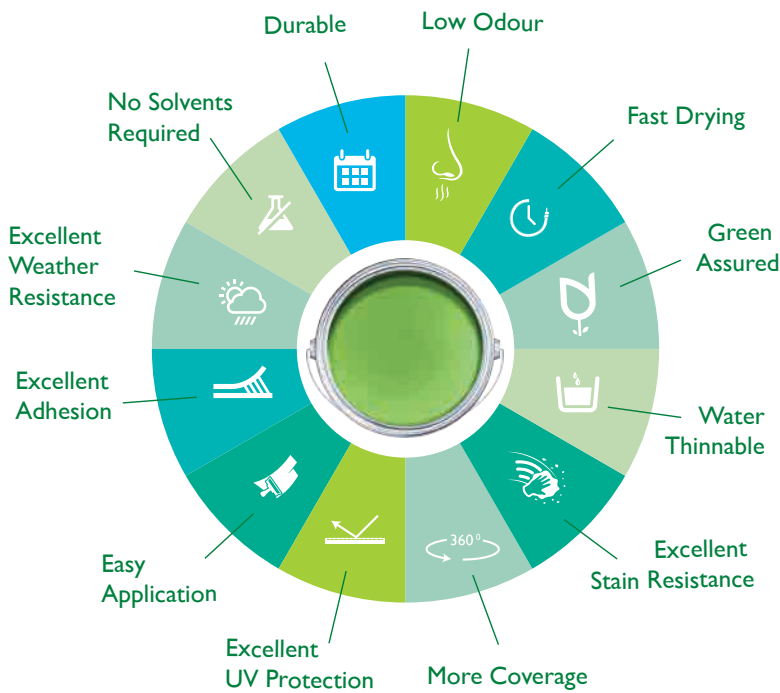 Durable
Low Odour
Fast Drying
Green
Assured
Water
Thinnable
Excellent
Stain Resistance
More Coverage
Excellent
UV Protection
Easy
Application
Excellent
Adhesion
Excellent
Weather
Resistance
No Solvents
Required
360⁰